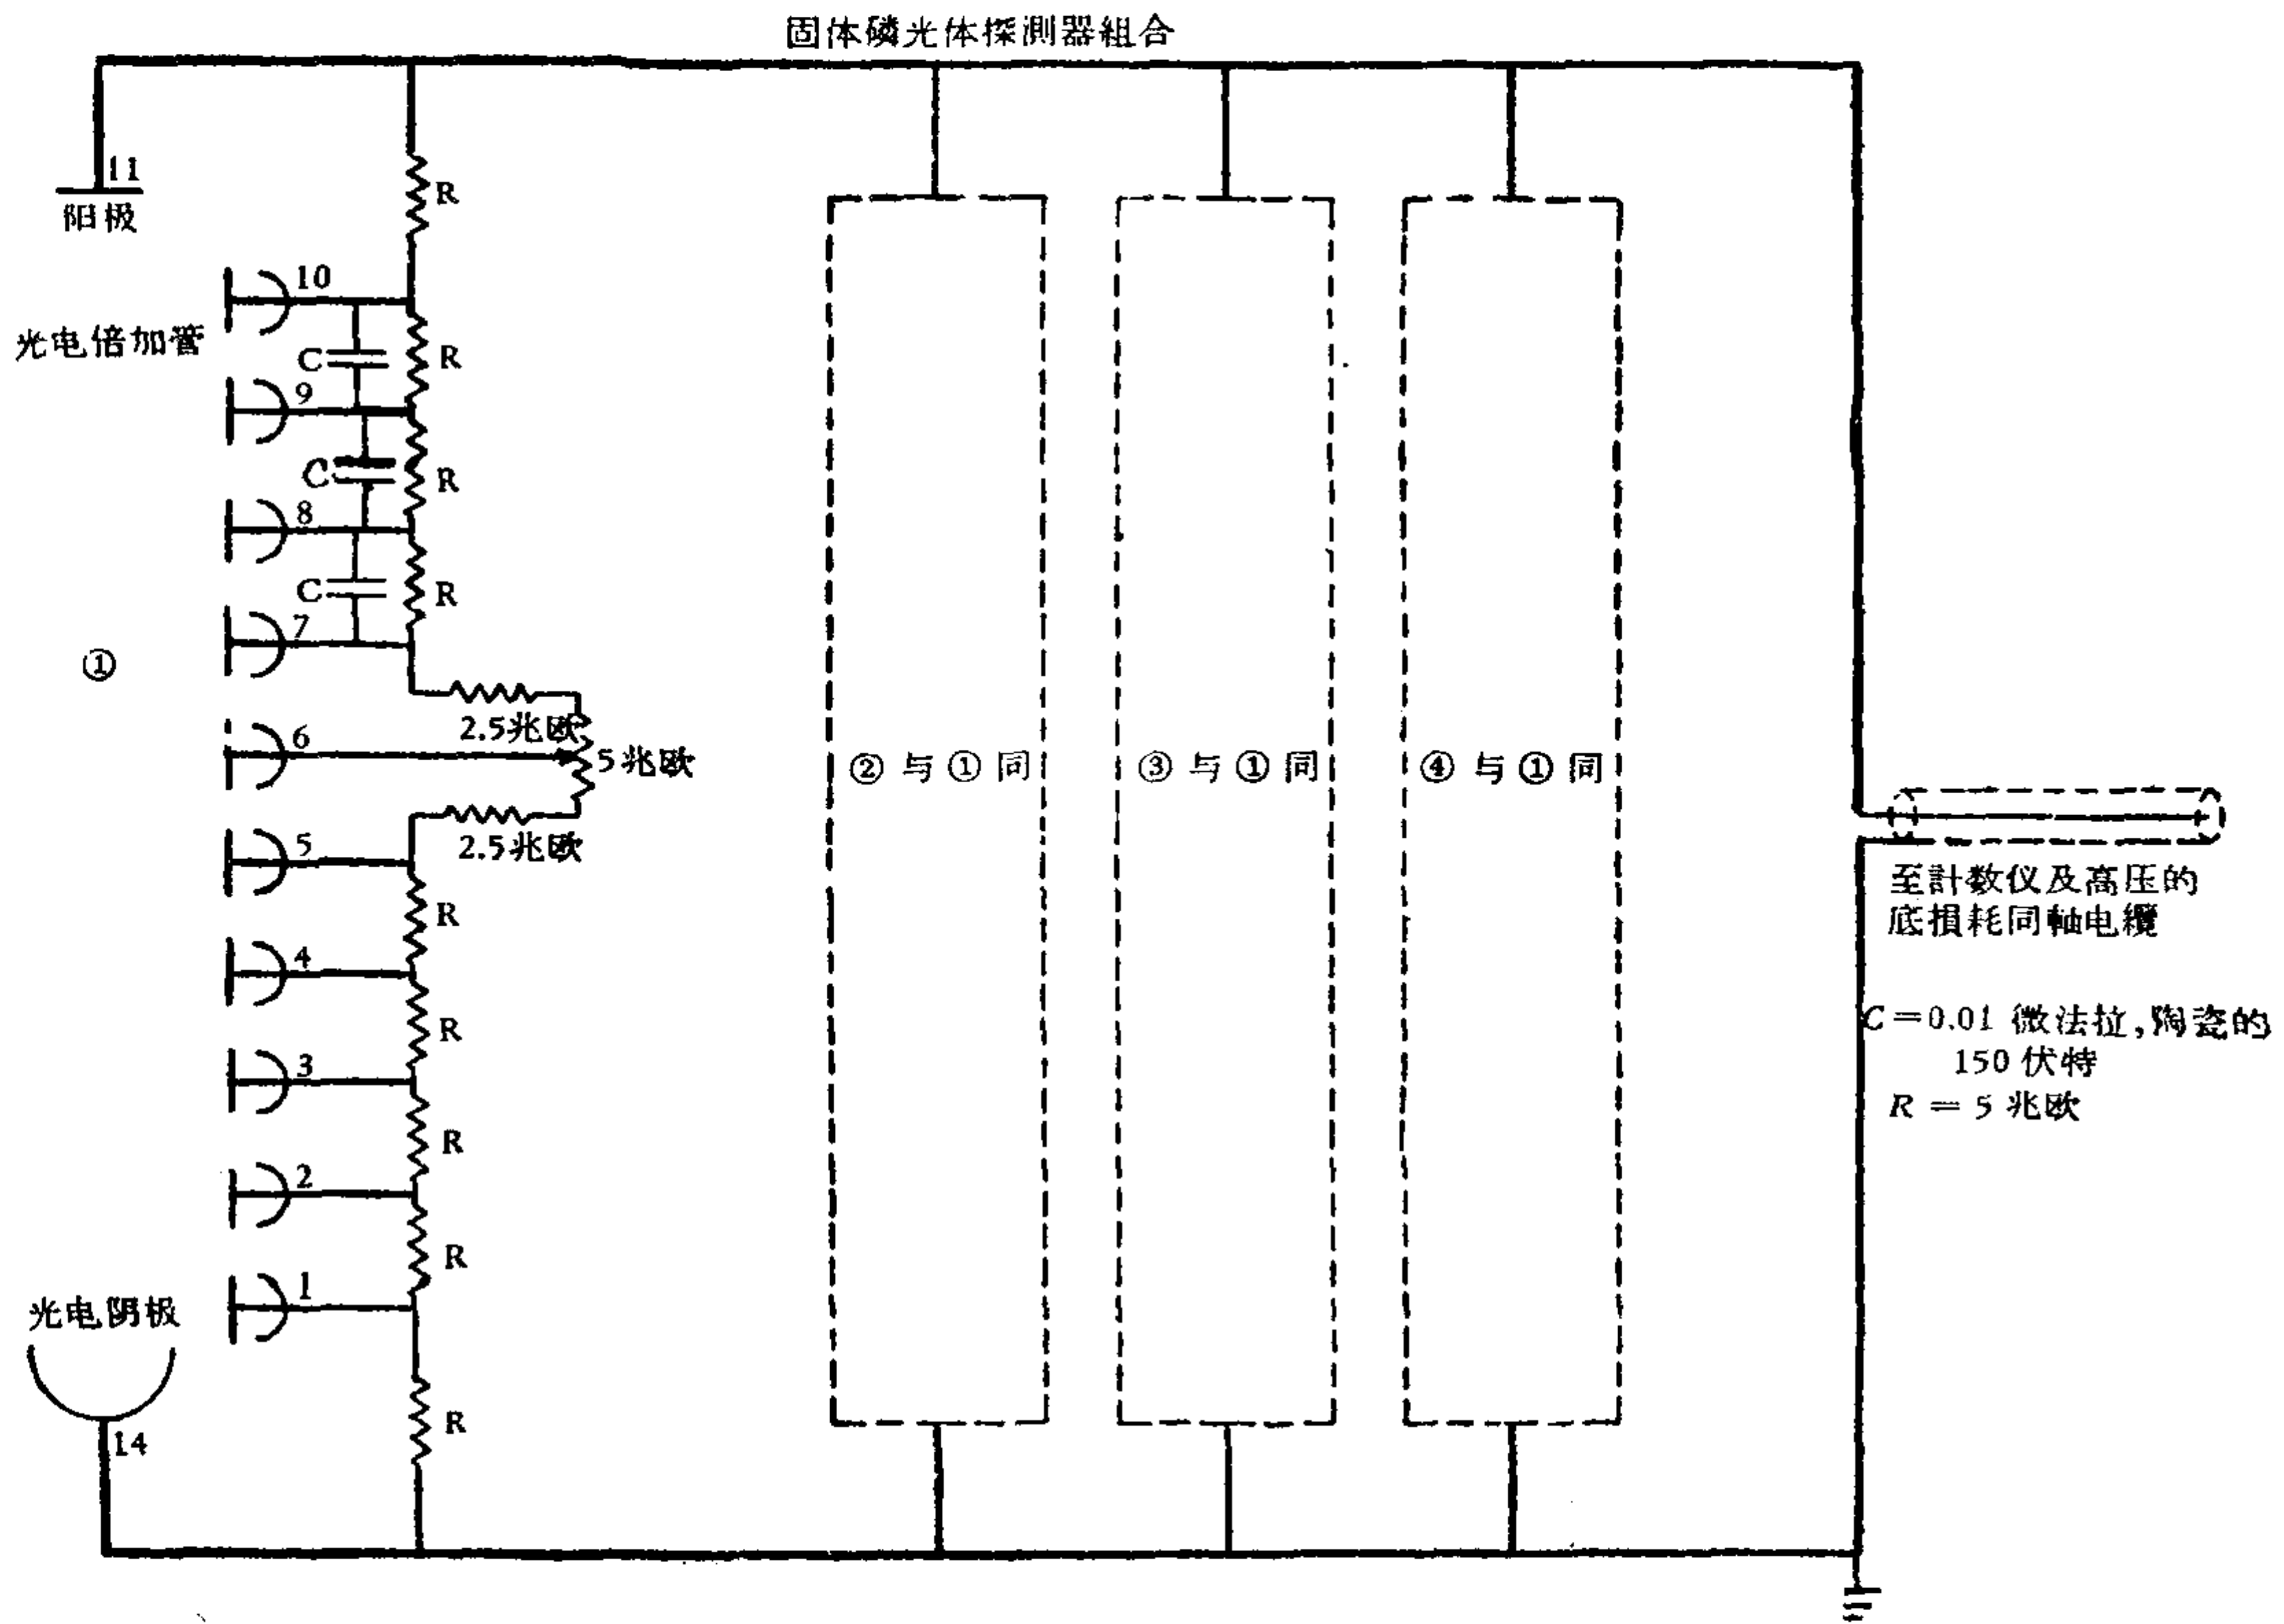 固体磷光体探测器組合
11
阳极
R
10
光电倍加管
C
R
9
C
R
8
C
R
7
①
2.5兆欧
6
5兆欧
2.5兆欧
5
R
4
R
3
R
2
R
1
光电阴极
R
14
② 与 ① 同
③ 与 ① 同
④ 与 ① 同
至計数仪及高压的
底損耗同軸电纜
C=0.01 微法拉,陶瓷的
150 伏特
R = 5 兆欧